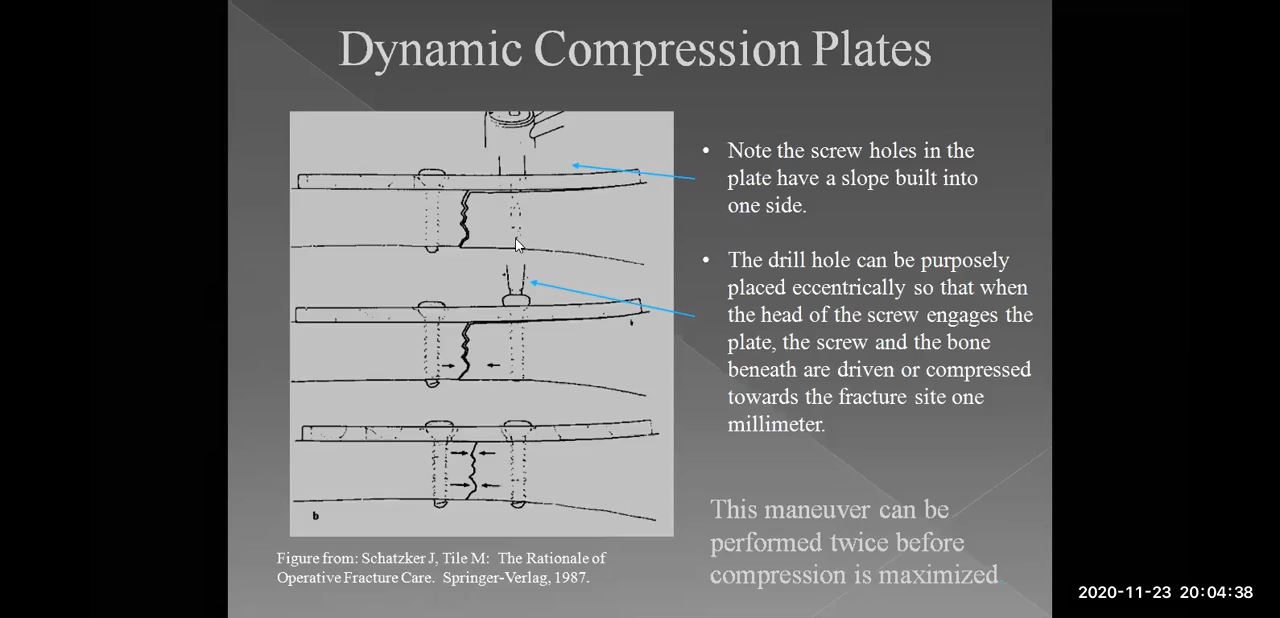 Dynamic Compression Plates
• Note the screw holes in the
plate have a slope built into
one side.
• The drill hole can be purposely
placed eccentrically so that when
the head of the screw engages the
plate, the screw and the bone
beneath are driven or compressed
towards the fracture site one
millimeter.
This maneuver can be
performed twice before
compression is maximized.
b
Figure from: Schatzker J, Tile M: The Rationale of
Operative Fracture Care. Springer-Verlag, 1987.
2020-11-23 20:04:38